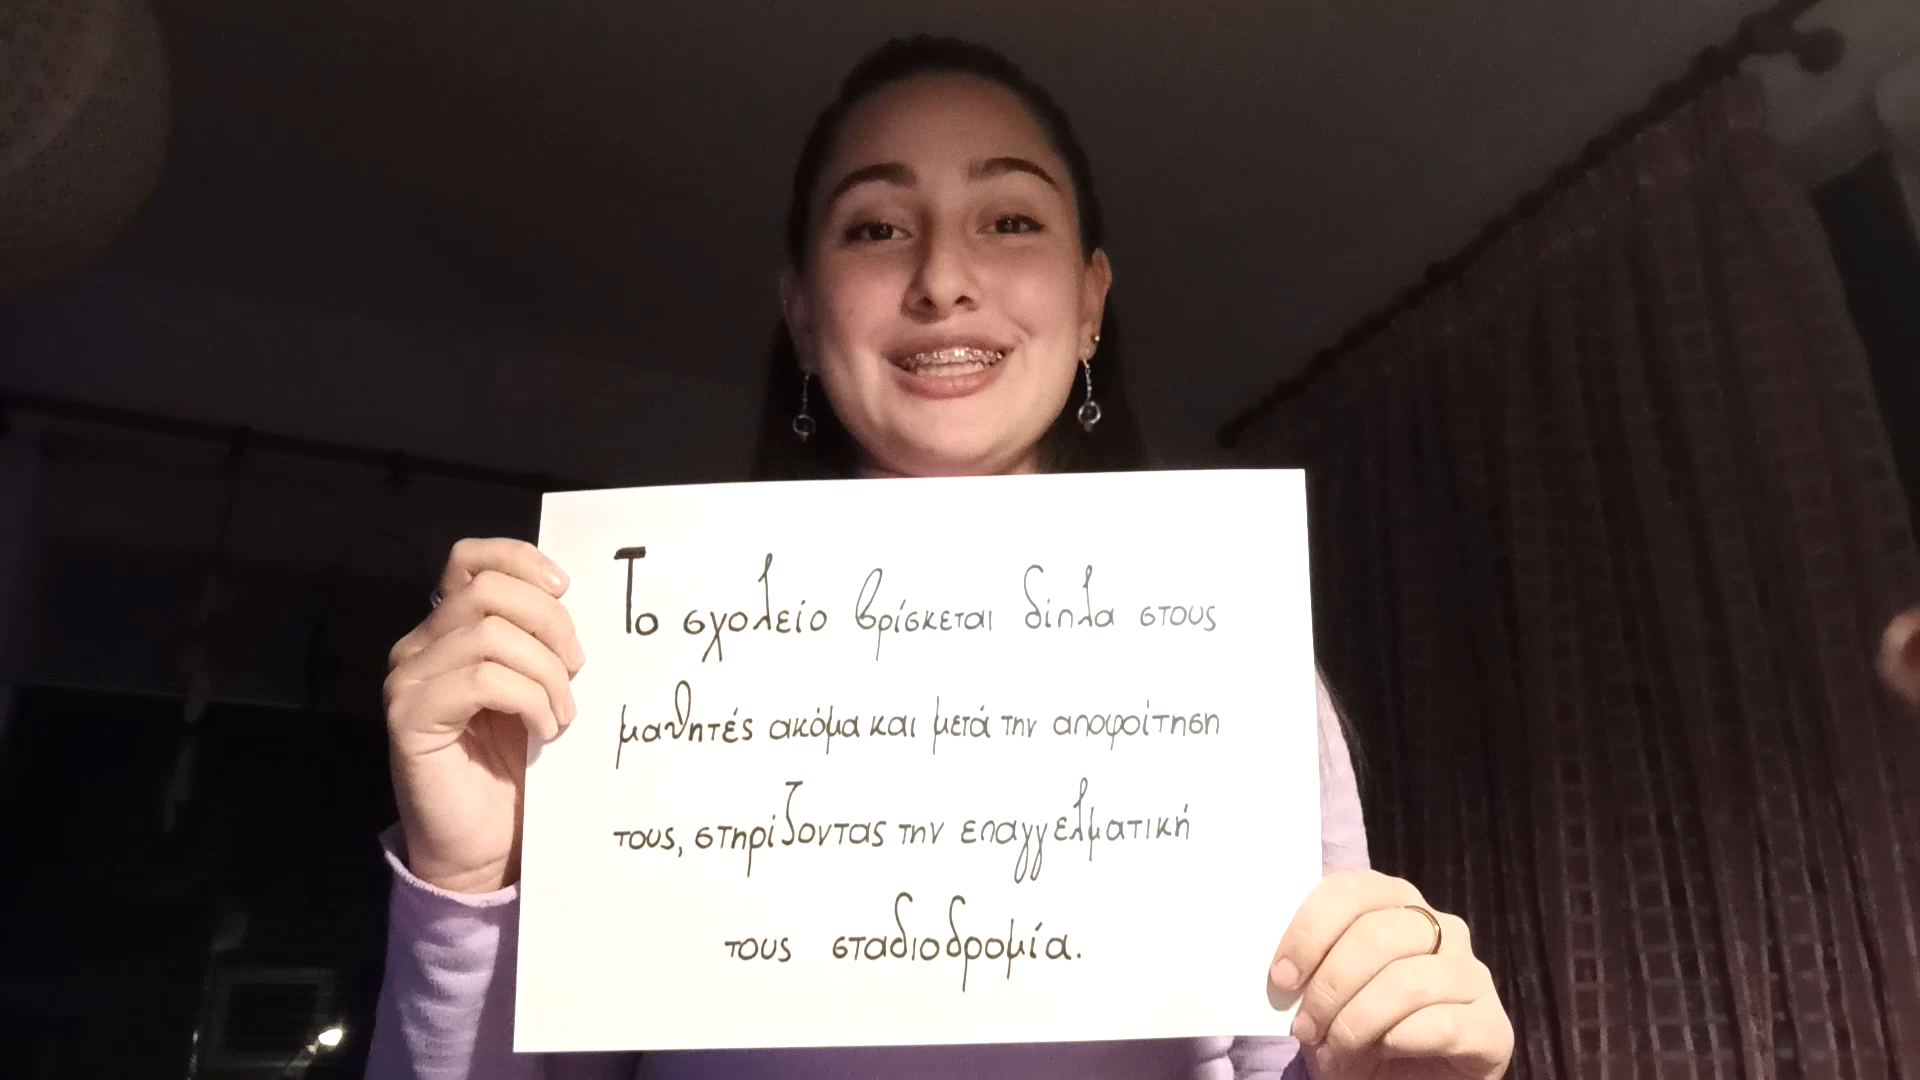 Το σχολείο βρίσκεται δίπλα στους
μαθητές ακόμα και μετά την αποφοίτηση
τους, στηρίζοντας την επαγγελματική
τους σταδιοδρομία.